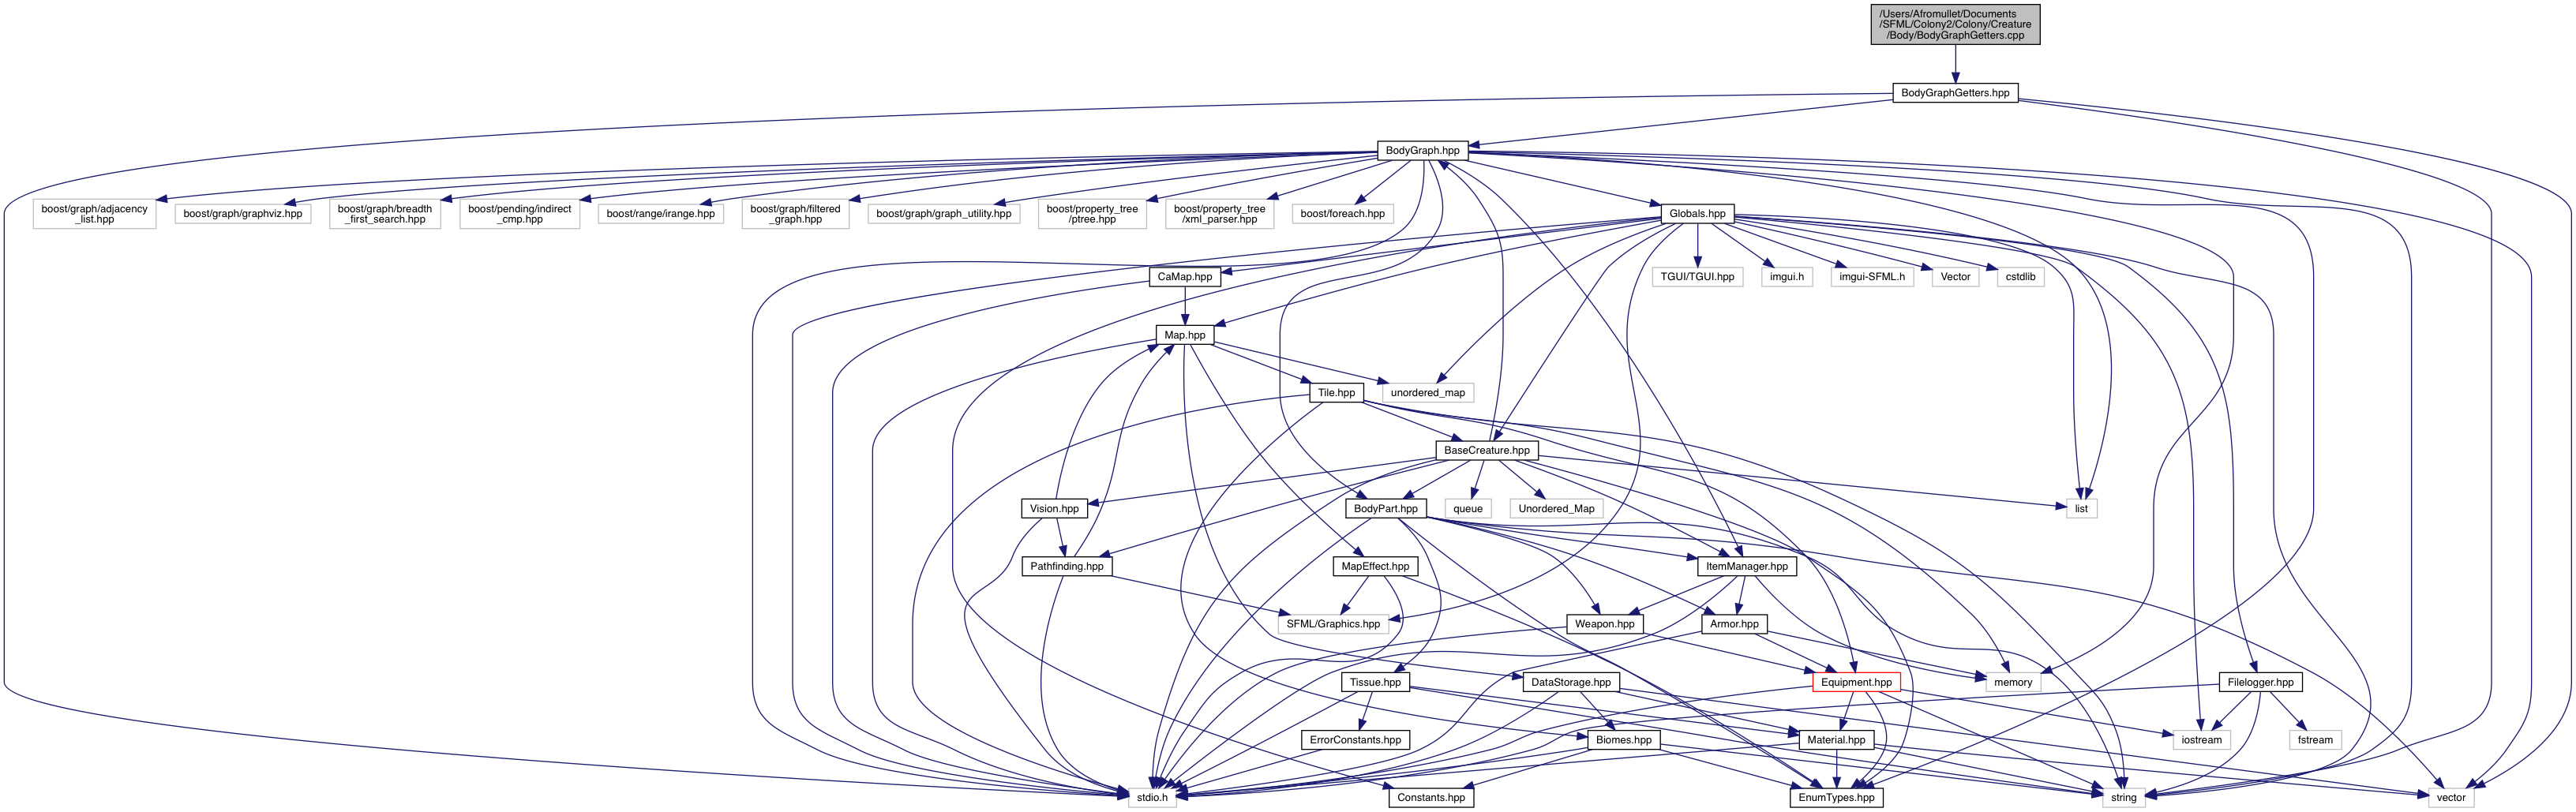 /Users/Afromullet/Documents
/SFML/Colony2/Colony/Creature
/Body/BodyGraphGetters.cpp
BodyGraphGetters.hpp
BodyGraph.hpp
boost/graph/adjacency
_list.hpp
boost/graph/graphviz.hpp
boost/graph/breadth
_first_search.hpp
boost/pending/indirect
_cmp.hpp
boost/range/irange.hpp
boost/graph/filtered
_graph.hpp
boost/graph/graph_utility.hpp
boost/property_tree
/ptree.hpp
boost/property_tree
/xml_parser.hpp
boost/foreach.hpp
Globals.hpp
CaMap.hpp
TGUI/TGUI.hpp
imgui.h
imgui-SFML.h
Vector
cstdlib
Map.hpp
Tile.hpp
unordered_map
BaseCreature.hpp
Vision.hpp
BodyPart.hpp
queue
Unordered_Map
list
Pathfinding.hpp
MapEffect.hpp
ItemManager.hpp
SFML/Graphics.hpp
Weapon.hpp
Armor.hpp
Tissue.hpp
DataStorage.hpp
Equipment.hpp
memory
Filelogger.hpp
ErrorConstants.hpp
Biomes.hpp
Material.hpp
iostream
fstream
stdio.h
Constants.hpp
EnumTypes.hpp
string
vector